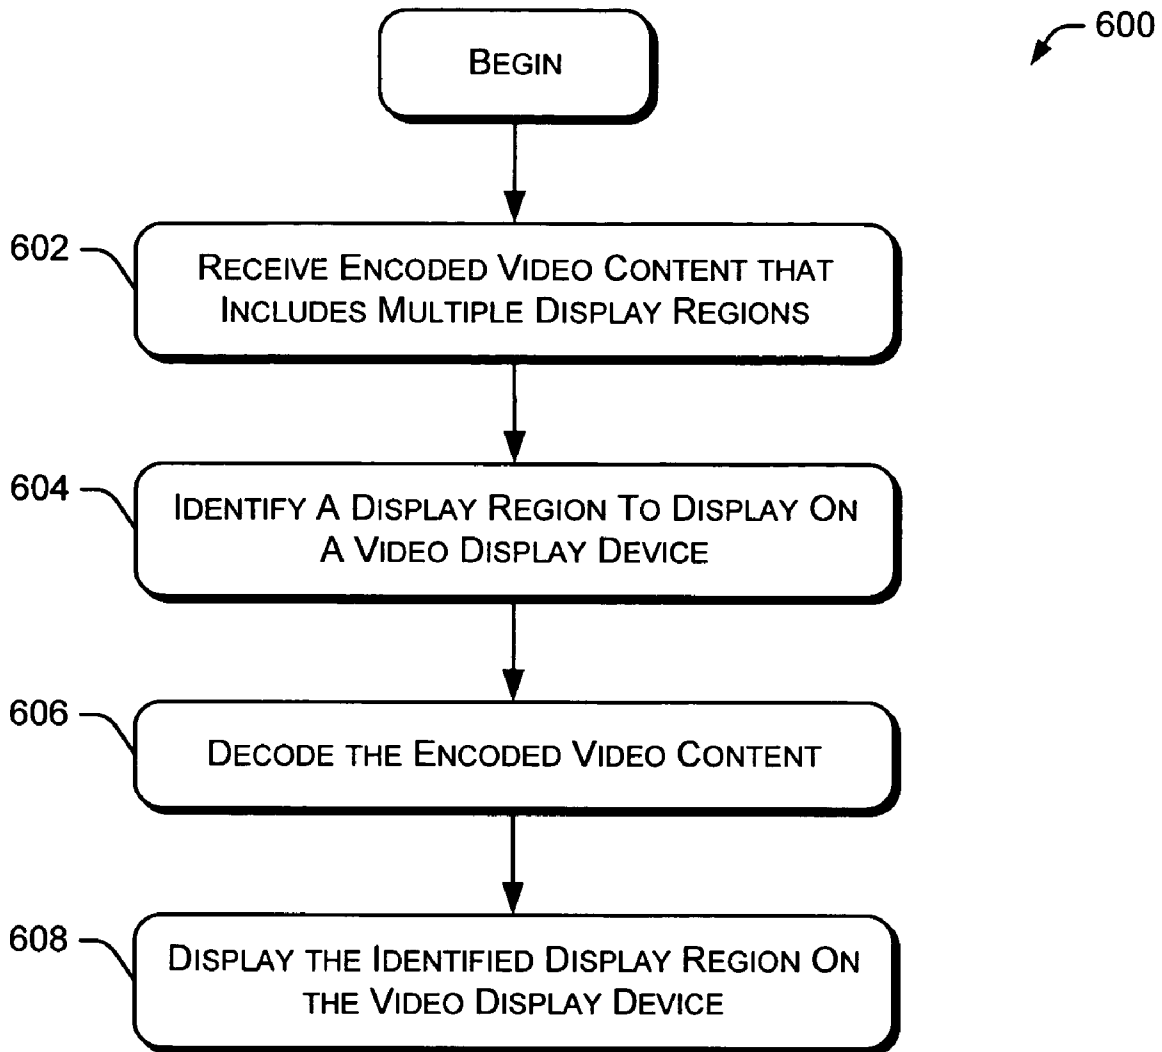 600
BEGIN
602
RECEIVE ENCODED VIDEO CONTENT THAT
INCLUDES MULTIPLE DISPLAY REGIONS
604
IDENTIFY A DISPLAY REGION TO DISPLAY ON
A VIDEO DISPLAY DEVICE
606
DECODE THE ENCODED VIDEO CONTENT
608
DISPLAY THE IDENTIFIED DISPLAY REGION ON
THE VIDEO DISPLAY DEVICE